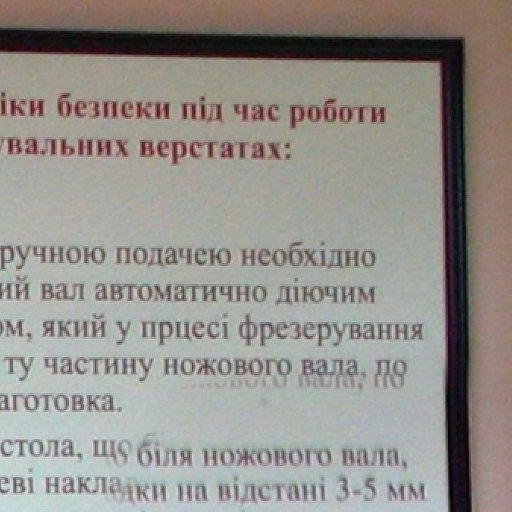 іки безпеки під час роботи
увальних верстатах:
ручною подачею необхідно
ий вал автоматично діючим
ом, який у прцесі фрезерування
ту частину ножового вала, по
аготовка.
стола, що біля ножового вала,
еві накладки на відстані 3-5 мм